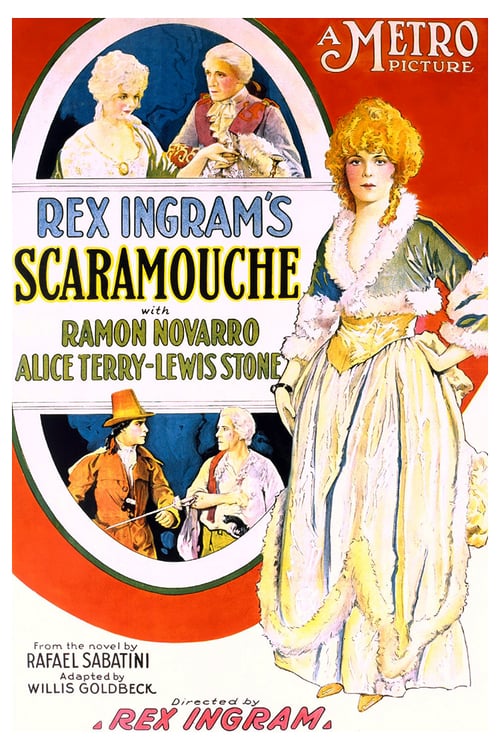 A METRO
PICTURE
REX INGRAM'S
SCARAMOUCHE
with
RAMON NOVARRO
ALICE TERRY-LEWIS STONE
From the novel by
RAFAEL SABATINI
Adapted by
WILLIS GOLDBECK
Directed by
REX INGRAM